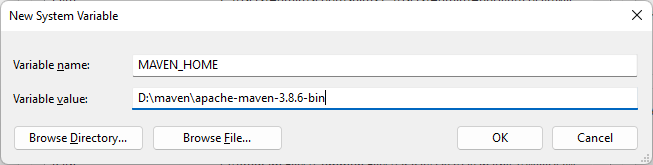 New System Variable
Variable name:
MAVEN_HOME
Variable value:
D:\maven\apache-maven-3.8.6-bin
Browse Directory...
Browse File...
OK
Cancel